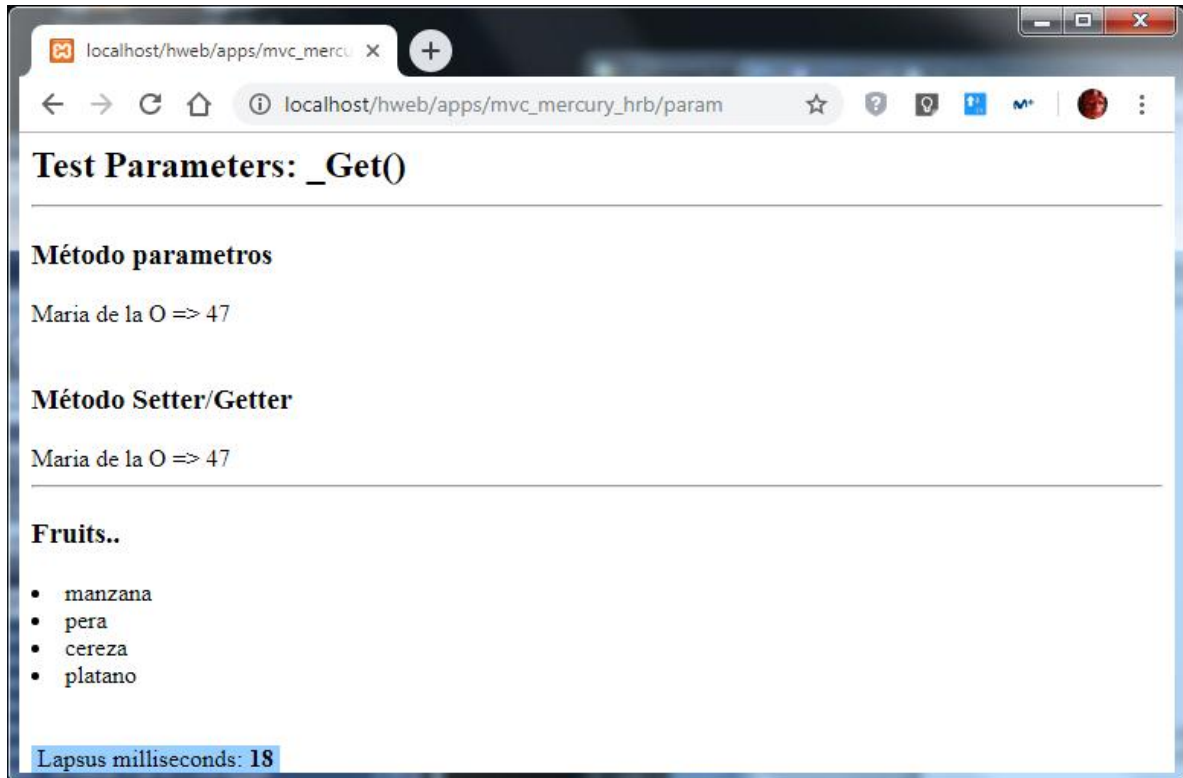 localhost/hweb/apps/mvc_mercu
localhost/hweb/apps/mvc_mercury_hrb/param
Test Parameters: _Get()
Método parametros
Maria de la O => 47
Método Setter/Getter
Maria de la O => 47
Fruits..
manzana
pera
cereza
platano
Lapsus milliseconds: 18